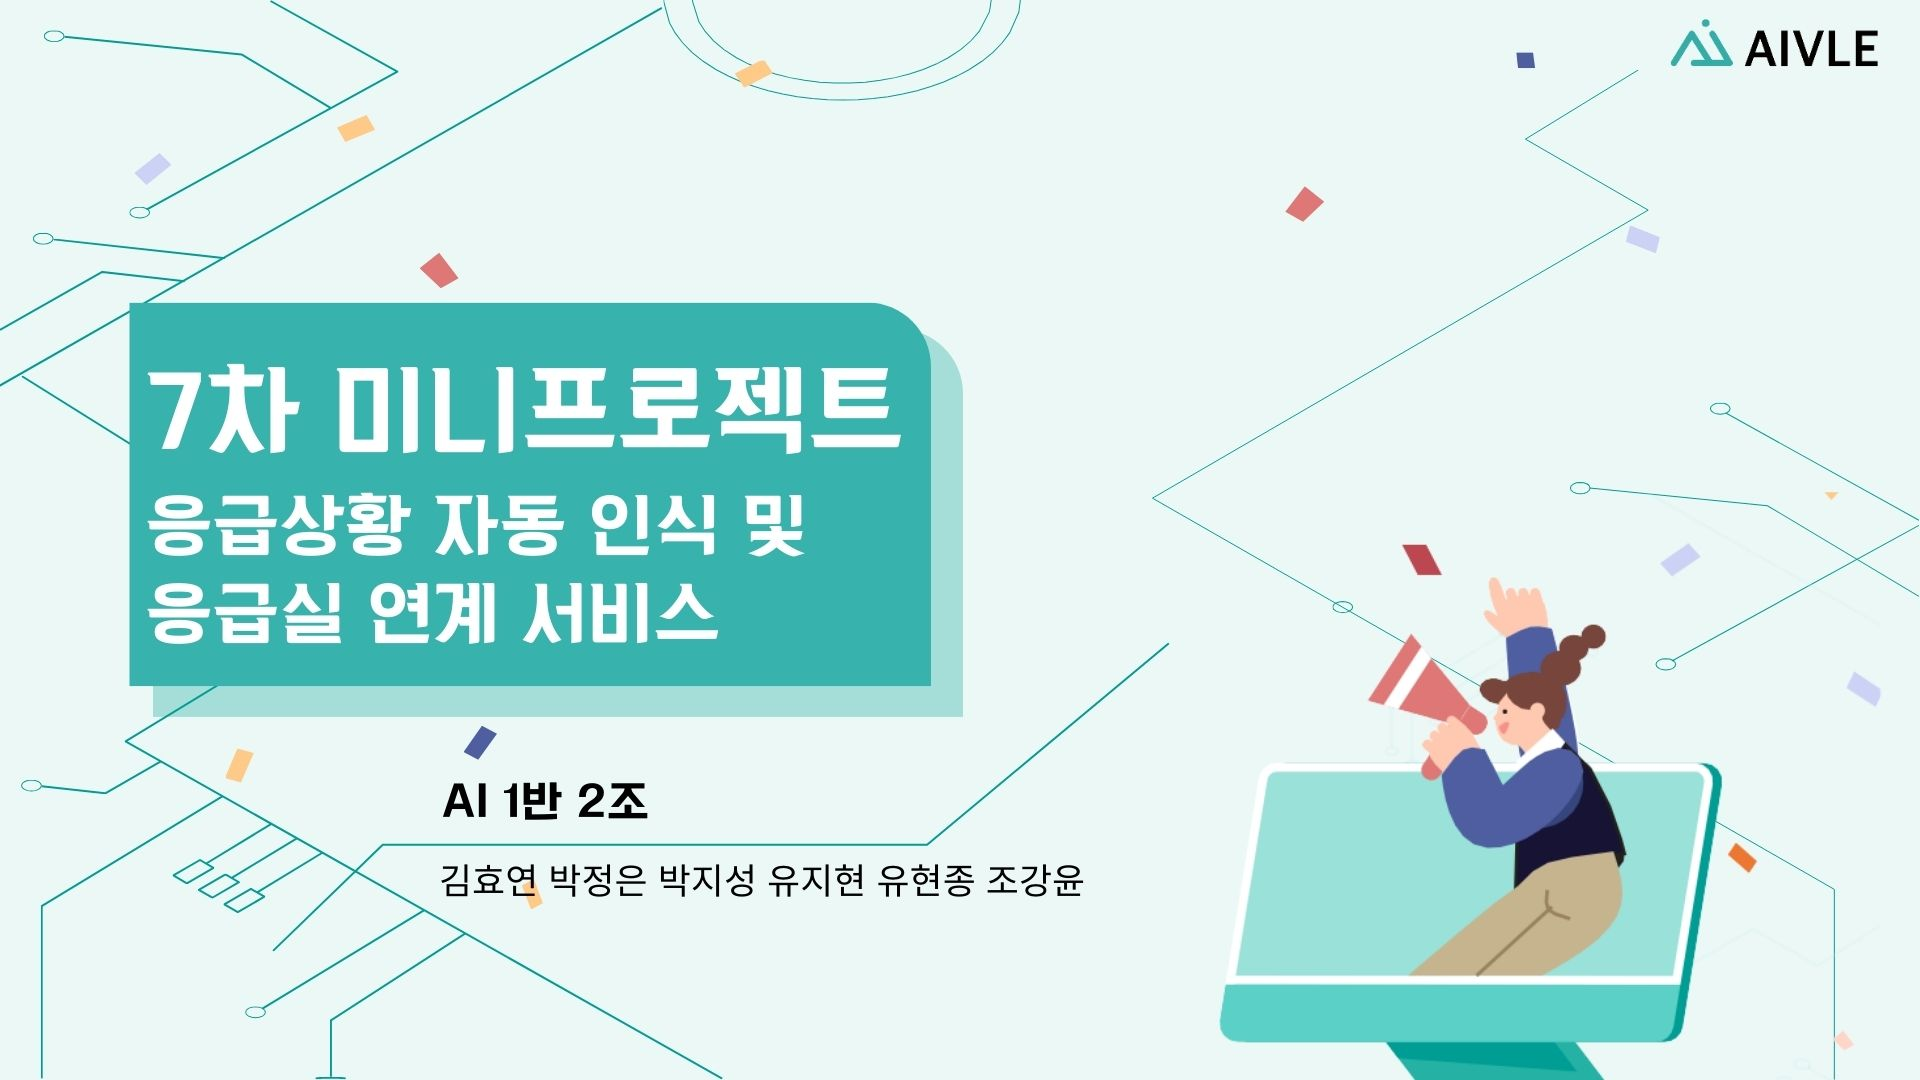 AIVLE
7차 미니프로젝트
응급상황 자동 인식 및
응급실 연계 서비스
AI 1반 2조
김효연 박정은 박지성 유지현 유현종 조강윤